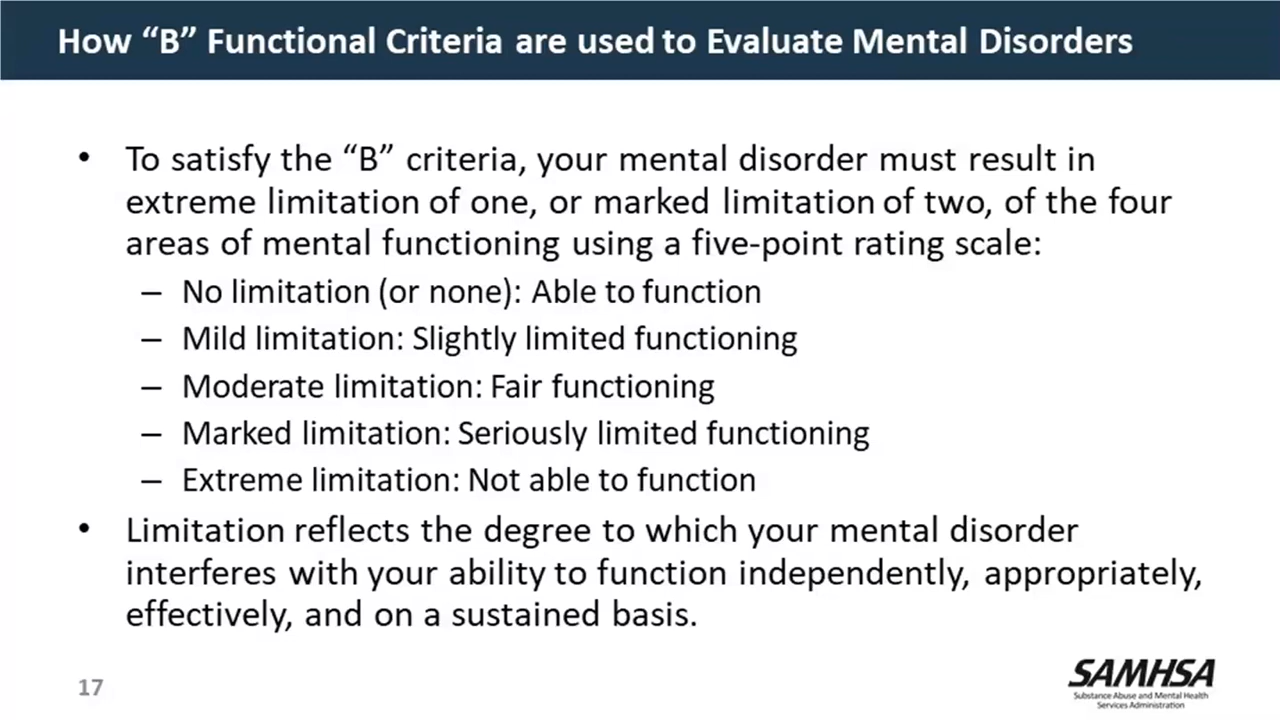 How “B” Functional Criteria are used to Evaluate Mental Disorders
• To satisfy the “B” criteria, your mental disorder must result in
extreme limitation of one, or marked limitation of two, of the four
areas of mental functioning using a five-point rating scale:
– No limitation (or none): Able to function
– Mild limitation: Slightly limited functioning
– Moderate limitation: Fair functioning
– Marked limitation: Seriously limited functioning
– Extreme limitation: Not able to function
• Limitation reflects the degree to which your mental disorder
interferes with your ability to function independently, appropriately,
effectively, and on a sustained basis.
17
SAMHSA
Substance Abuse and Mental Health
Services Administration